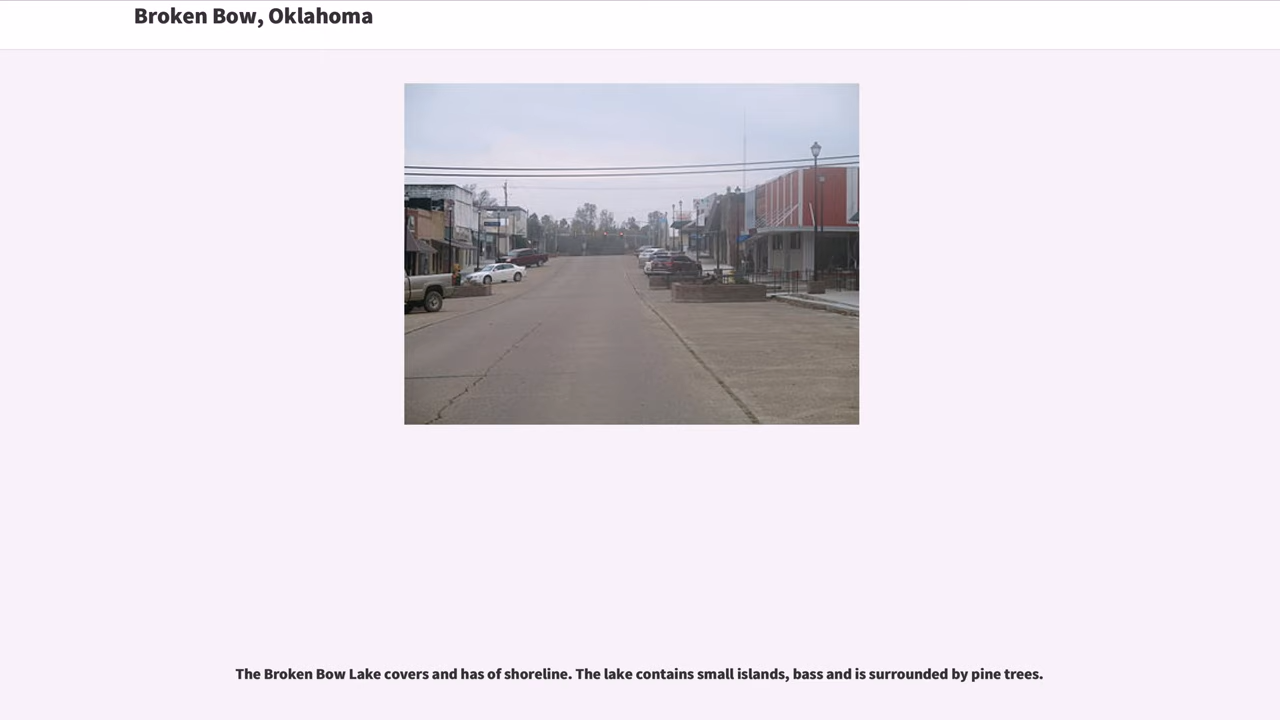 Broken Bow, Oklahoma
The Broken Bow Lake covers and has of shoreline. The lake contains small islands, bass and is surrounded by pine trees.